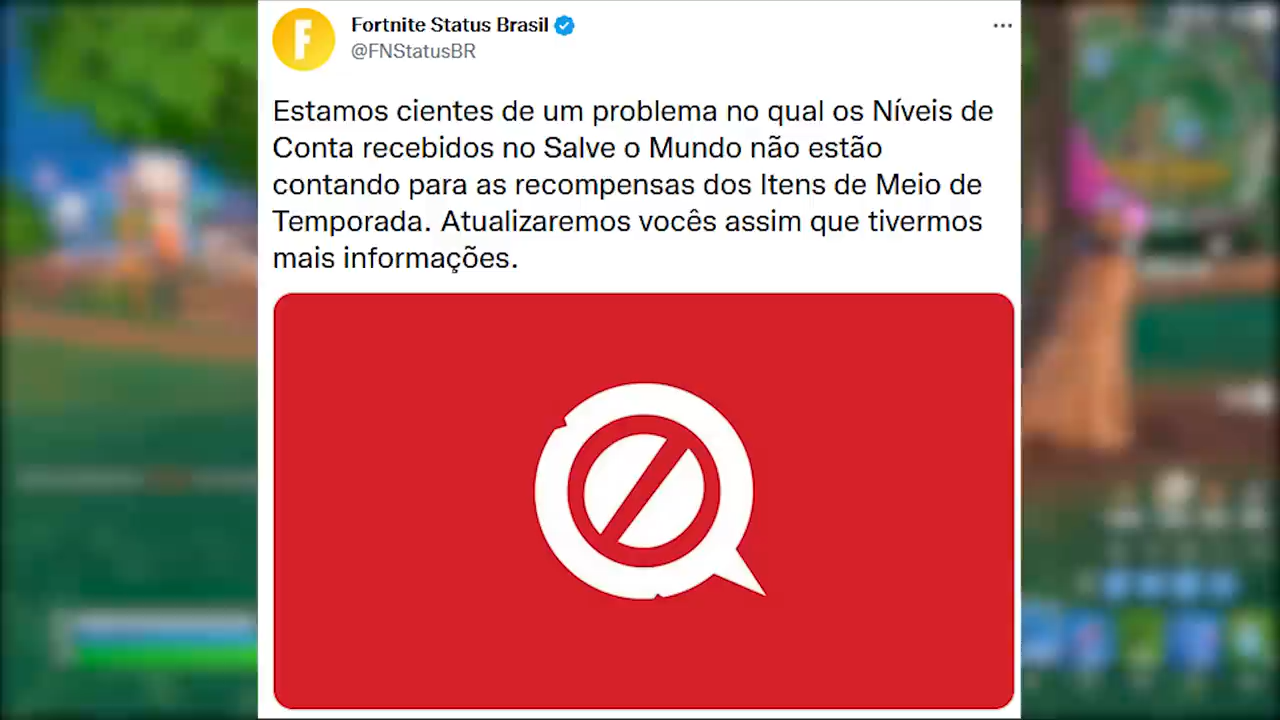 Fortnite Status Brasil
@FNStatusBR
Estamos cientes de um problema no qual os Níveis de
Conta recebidos no Salve o Mundo não estão
contando para as recompensas dos Itens de Meio de
Temporada. Atualizaremos vocês assim que tivermos
mais informações.